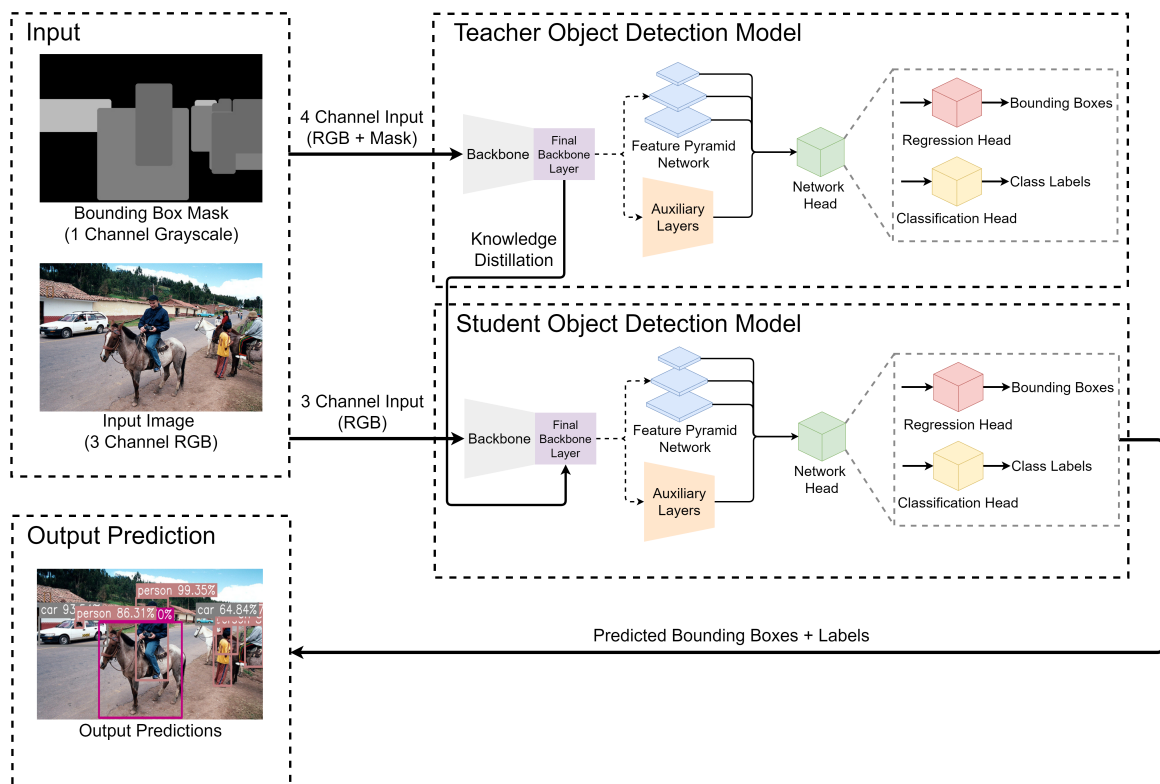 Input
Bounding Box Mask
(1 Channel Grayscale)
Input Image
(3 Channel RGB)
4 Channel Input
(RGB + Mask)
3 Channel Input
(RGB)
Teacher Object Detection Model
Backbone
Final
Backbone
Layer
Feature Pyramid
Network
Auxiliary
Layers
Network
Head
Regression Head
Bounding Boxes
Classification Head
Class Labels
Knowledge
Distillation
Student Object Detection Model
Backbone
Final
Backbone
Layer
Feature Pyramid
Network
Auxiliary
Layers
Network
Head
Regression Head
Bounding Boxes
Classification Head
Class Labels
Predicted Bounding Boxes + Labels
Output Prediction
person 99.35%
car 93
person 86.31%
0%
car 64.84%
Output Predictions